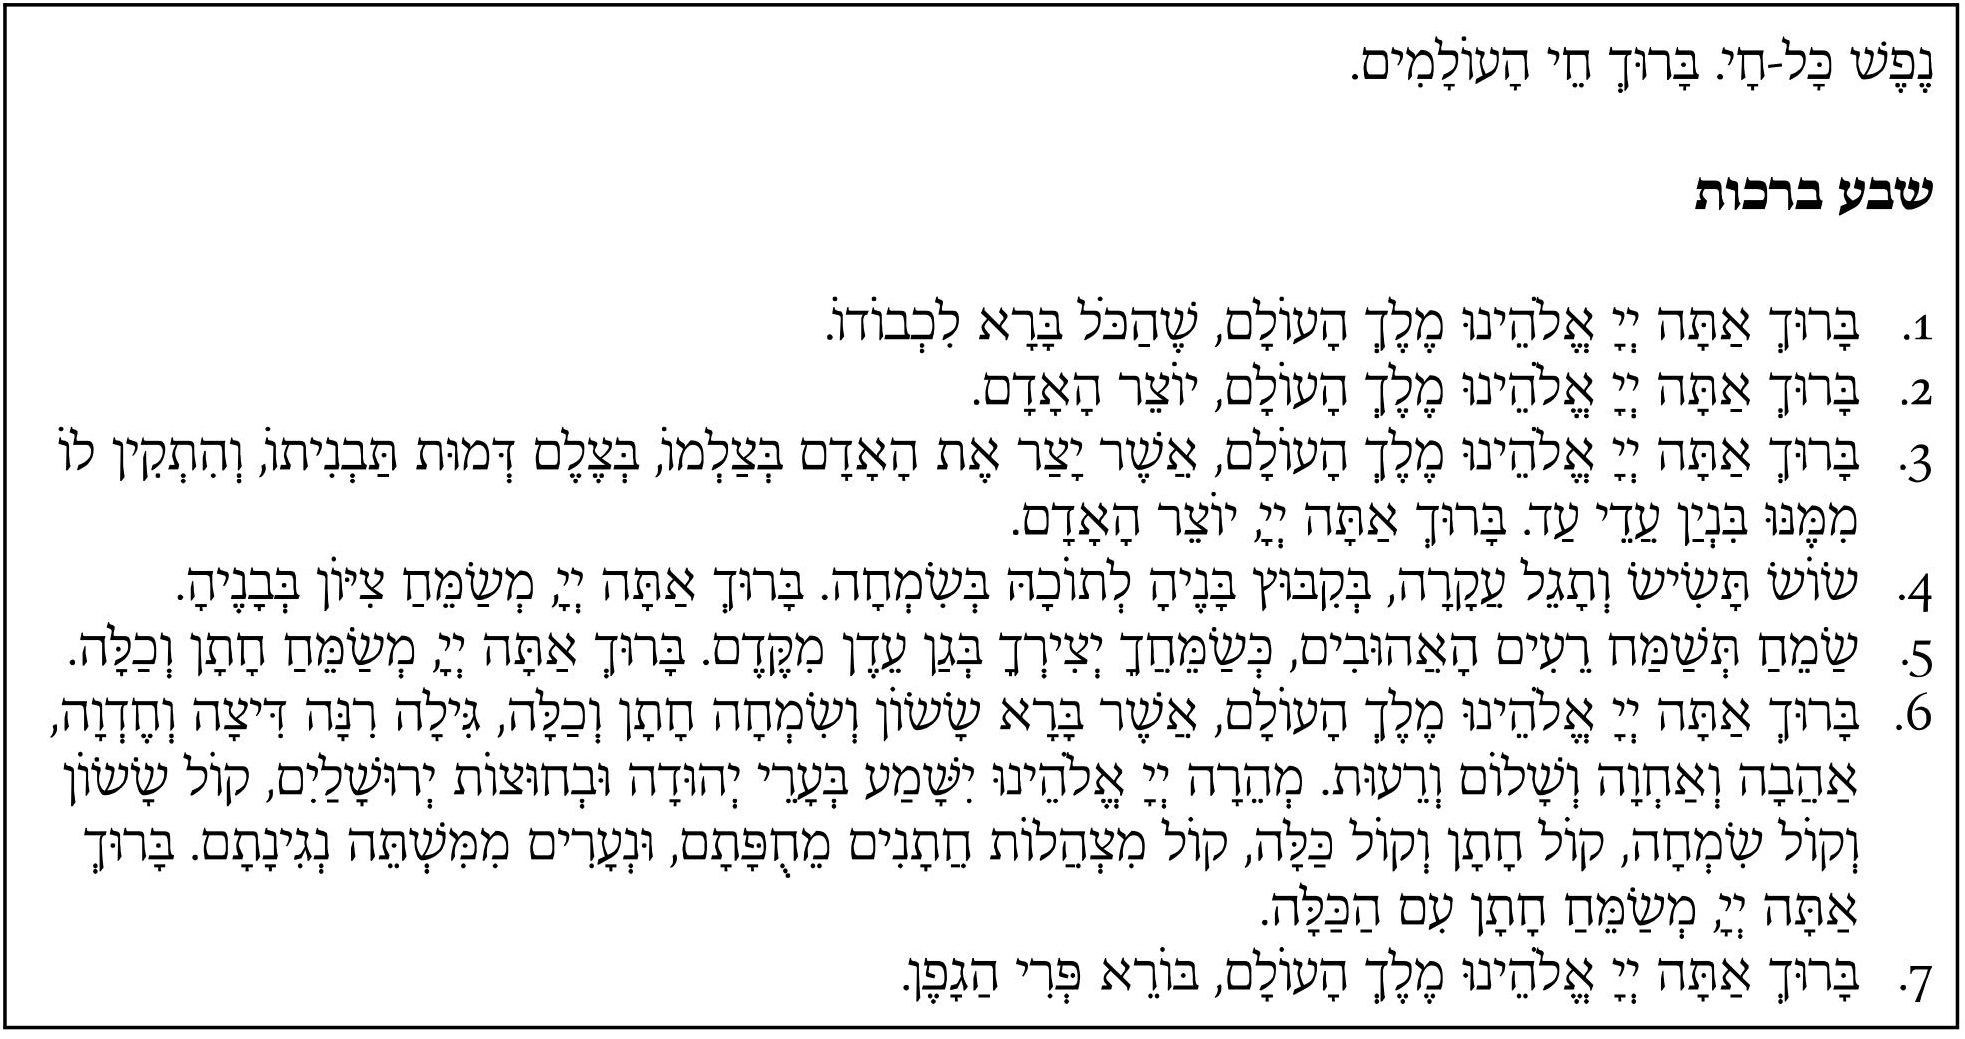 נֶפֶשׁ כָּל-חָי. בָּרוּךְ חֵי הָעוֹלָמִים.
שבע ברכות
1. בָּרוּךְ אַתָּה יְיָ אֱלֹהֵינוּ מֶלֶךְ הָעוֹלָם, שֶׁהַכֹּל בָּרָא לִכְבוֹדוֹ.
2. בָּרוּךְ אַתָּה יְיָ אֱלֹהֵינוּ מֶלֶךְ הָעוֹלָם, יוֹצֵר הָאָדָם.
3. בָּרוּךְ אַתָּה יְיָ אֱלֹהֵינוּ מֶלֶךְ הָעוֹלָם, אֲשֶׁר יָצַר אֶת הָאָדָם בְּצַלְמוֹ, בְּצֶלֶם דְּמוּת תַּבְנִיתוֹ, וְהִתְקִין לוֹ
מִמֶּנּוּ בִּנְיַן עֲדֵי עַד. בָּרוּךְ אַתָּה יְיָ, יוֹצֵר הָאָדָם.
4. שׂוֹשׂ תָּשִׂישׂ וְתָגֵל עֲקָרָה, בְּקִבּוּץ בָּנֶיהָ לְתוֹכָהּ בְּשִׂמְחָה. בָּרוּךְ אַתָּה יְיָ, מְשַׂמֵּחַ צִיּוֹן בְּבָנֶיהָ.
5. שַׂמֵחַ תְּשַׂמַּח רֵעִים הָאֲהוּבִים, כְּשַׂמֵּחֲךָ יְצִירְךָ בְּגַן עֵדֶן מִקֶּדֶם. בָּרוּךְ אַתָּה יְיָ, מְשַׂמֵּחַ חָתָן וְכַלָּה.
6. בָּרוּךְ אַתָּה יְיָ אֱלֹהֵינוּ מֶלֶךְ הָעוֹלָם, אֲשֶׁר בָּרָא שָׂשׂוֹן וְשִׂמְחָה חָתָן וְכַלָּה, גִּילָה רִנָּה דִּיצָה וְחֶדְוָה,
אַהֲבָה וְאַחְוָה וְשָׁלוֹם וְרֵעוּת. מְהֵרָה יְיָ אֱלֹהֵינוּ יִשָּׁמַע בְּעָרֵי יְהוּדָה וּבְחוּצוֹת יְרוּשָׁלַיִם, קוֹל שָׂשׂוֹן
וְקוֹל שִׂמְחָה, קוֹל חָתָן וְקוֹל כַּלָּה, קוֹל מִצְהֲלוֹת חֲתָנִים מֵחֻפָּתָם, וּנְעָרִים מִמִּשְׁתֵּה נְגִינָתָם. בָּרוּךְ
אַתָּה יְיָ, מְשַׂמֵּחַ חָתָן עִם הַכַּלָּה.
7. בָּרוּךְ אַתָּה יְיָ אֱלֹהֵינוּ מֶלֶךְ הָעוֹלָם, בּוֹרֵא פְּרִי הַגָפֶן.